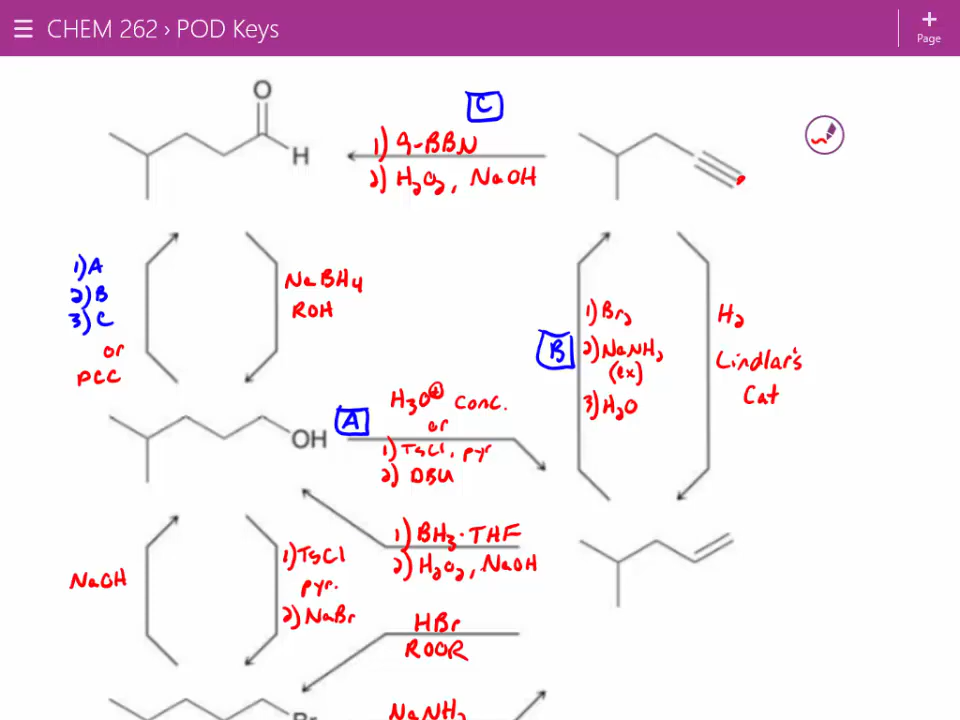 CHEM 262 › POD Keys
+
Page
O
H
C
1) 9-BBN
2) H2O2, NaOH
1) A
2) B
3) C
or
PCC
NaBH4
ROH
B
1) Br2
2) NaNH2
(ex)
3) H2O
H2
Lindlar's
Cat
OH
A
H3O⊕ Conc.
or
1) TsCl, pyr
2) DBU
1) BH3·THF
2) H2O2, NaOH
NaOH
1) TsCl
pyr.
2) NaBr
HBr
ROOR
Br
NaNH2